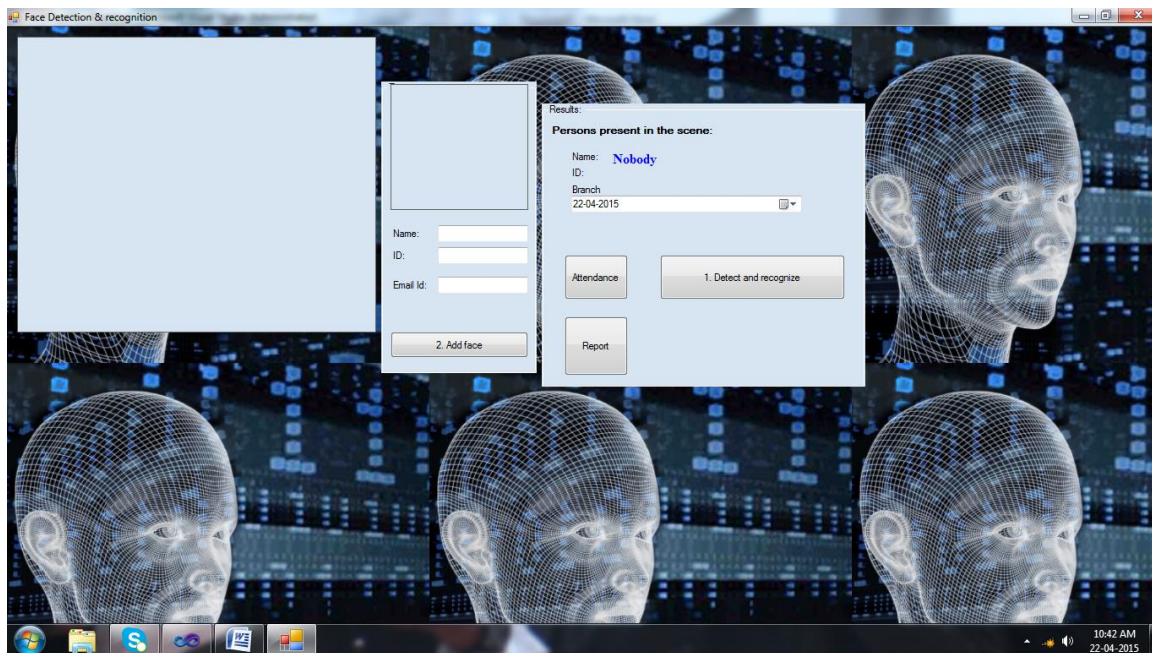 Face Detection & recognition
Name:
ID:
Email Id:
2. Add face
Results:
Persons present in the scene:
Name: Nobody
ID:
Branch
22-04-2015
Attendance
1. Detect and recognize
Report
10:42 AM
22-04-2015